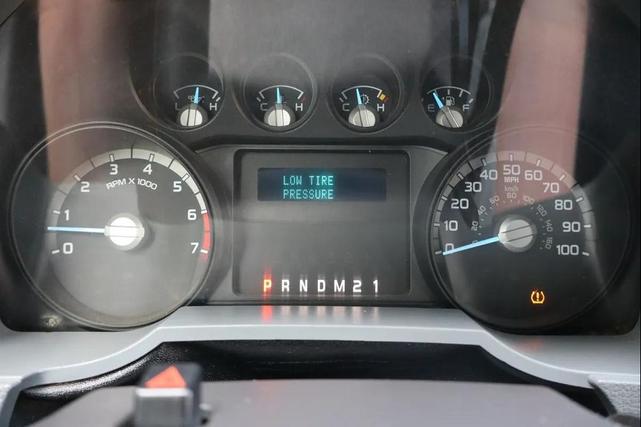 L H
C H
C H
E F
LOW TIRE
PRESSURE
0 1 2 3 4 5 6 7
RPM X 1000
P R N D M 2 1
0 10 20 30 40 50 60 70 80 90 100
MPH
km/h